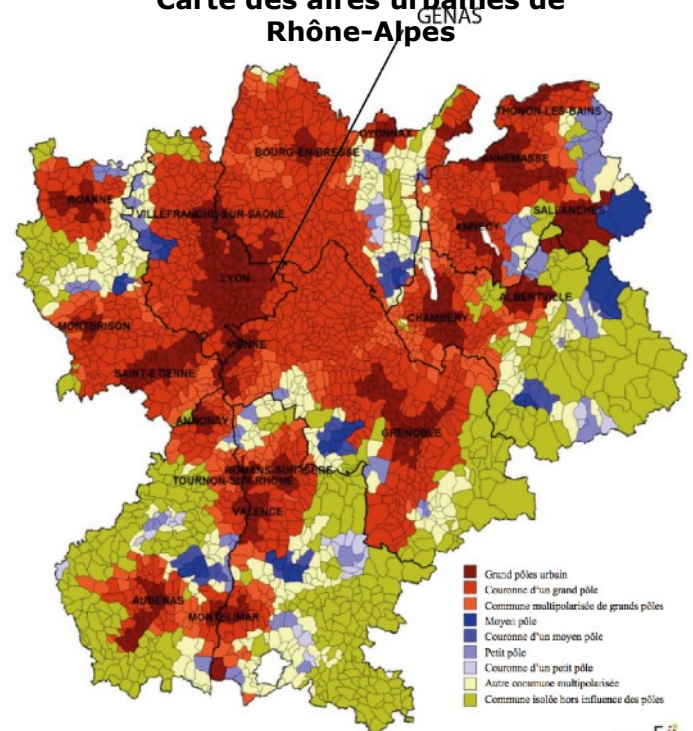 Carte des aires urbaines de
GENAS
Rhône-Alpes
THONON-LES-BAINS
OYONNAX
BOURG-EN-BRESSE
ANNEMASSE
ROANNE
VILLEFRANCHE-SUR-SAONE
SALLANCHES
ANNECY
LYON
ALBERTVILLE
CHAMBERY
MONTBRISON
VIENNE
SAINT-ETIENNE
ANNONAY
GRENOBLE
ROMANS-SUR-ISERE
TOURNON-SUR-RHONE
VALENCE
AUBENAS
MONTELIMAR
Grand pôles urbain
Couronne d'un grand pôle
Commune multipolarisée de grands pôles
Moyen pôle
Couronne d'un moyen pôle
Petit pôle
Couronne d'un petit pôle
Autre commune multipolarisée
Commune isolée hors influence des pôles